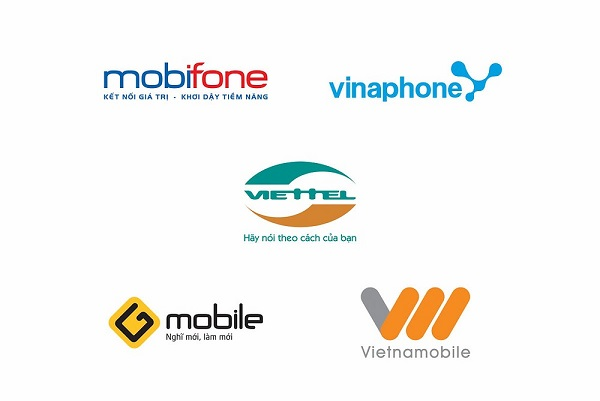 mobifone
KẾT NỐI GIÁ TRỊ - KHƠI DẬY TIỀM NĂNG
vinaphone
VIETTEL
Hãy nói theo cách của bạn
G mobile
Nghĩ mới, làm mới
Vietnamobile